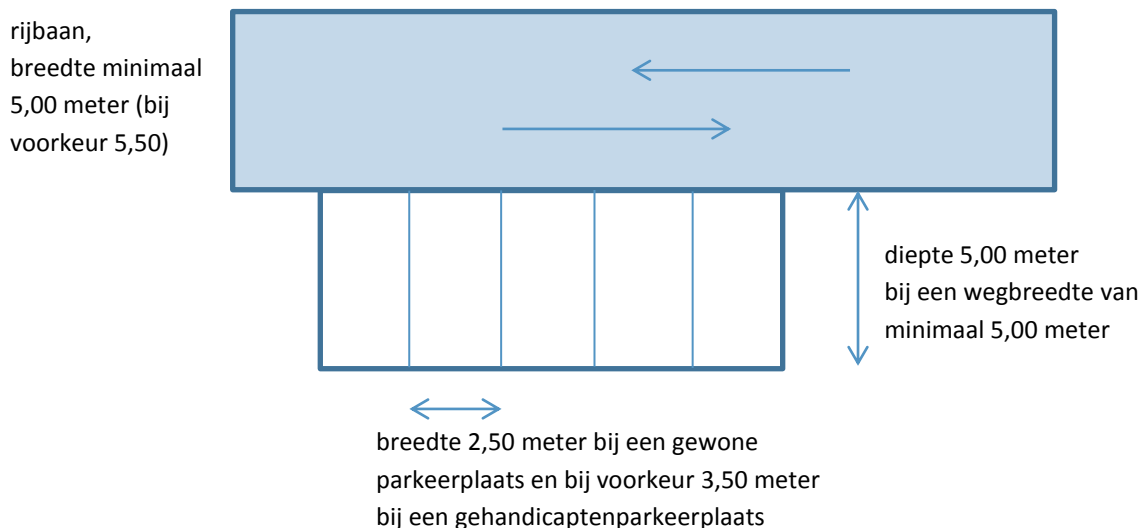 rijbaan,
breedte minimaal
5,00 meter (bij
voorkeur 5,50)
diepte 5,00 meter
bij een wegbreedte van
minimaal 5,00 meter
breedte 2,50 meter bij een gewone
parkeerplaats en bij voorkeur 3,50 meter
bij een gehandicaptenparkeerplaats